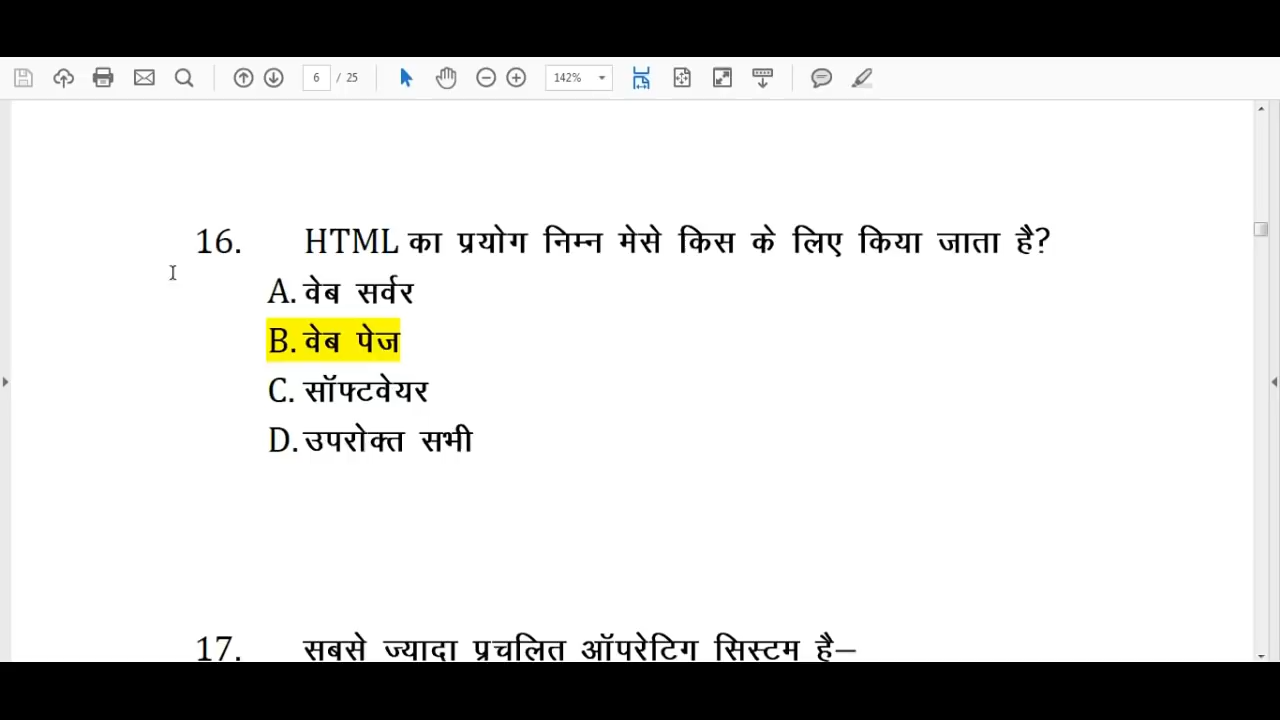 6 / 25 142%
16. HTML का प्रयोग निम्न मेसे किस के लिए किया जाता है?
A. वेब सर्वर
B. वेब पेज
C. सॉफ्टवेयर
D. उपरोक्त सभी
17. सबसे ज्यादा प्रचलित ऑपरेटिग सिस्टम है–